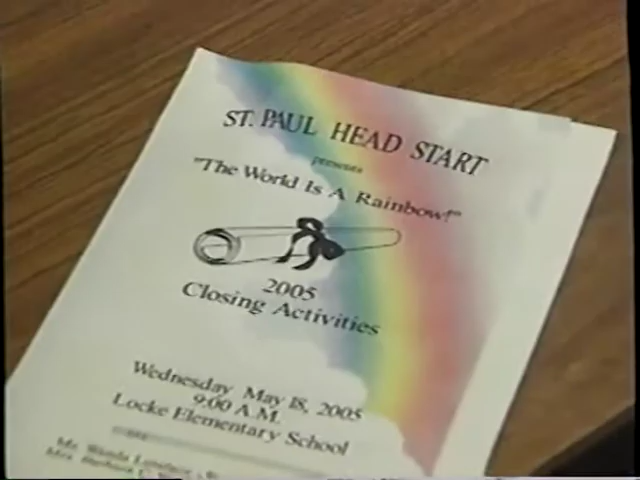 ST. PAUL HEAD START
presents
"The World Is A Rainbow!"
2005
Closing Activities
Wednesday May 18, 2005
9:00 A.M.
Locke Elementary School